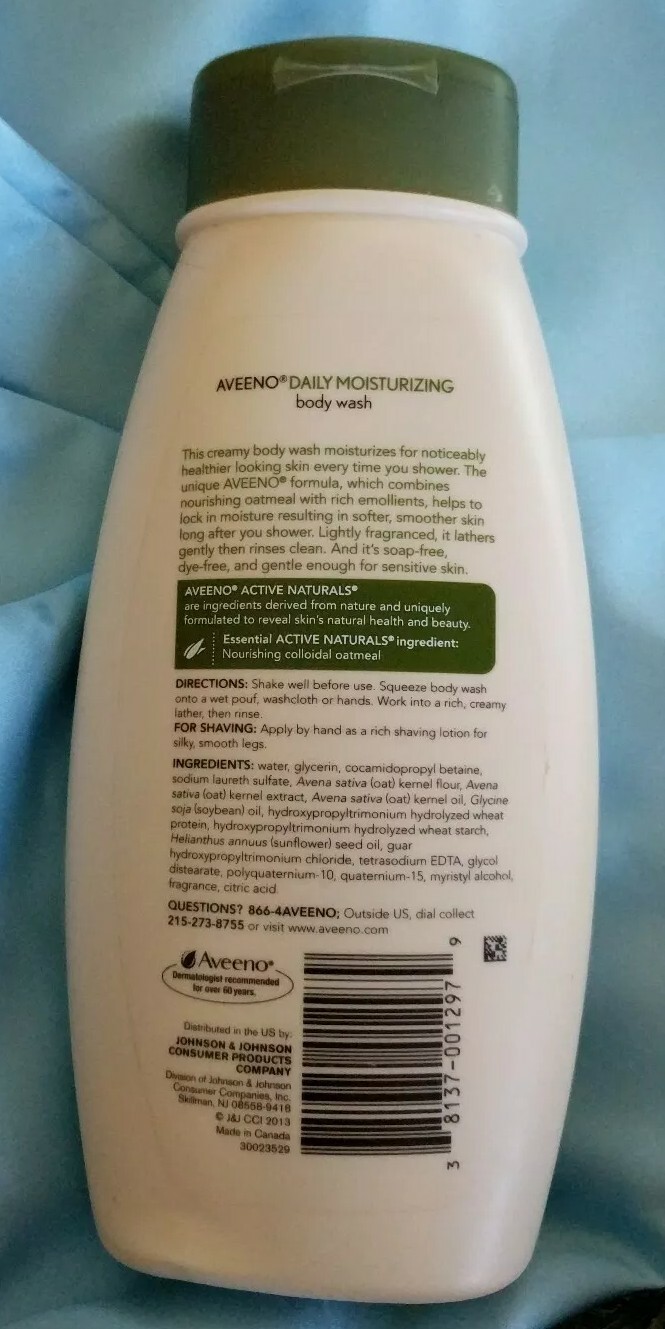 AVEENO® DAILY MOISTURIZING
body wash
This creamy body wash moisturizes for noticeably
healthier looking skin every time you shower. The
unique AVEENO® formula, which combines
nourishing oatmeal with rich emollients, helps to
lock in moisture resulting in softer, smoother skin
long after you shower. Lightly fragranced, it lathers
gently then rinses clean. And it's soap-free,
dye-free, and gentle enough for sensitive skin.
AVEENO® ACTIVE NATURALS®
are ingredients derived from nature and uniquely
formulated to reveal skin's natural health and beauty.
Essential ACTIVE NATURALS® ingredient:
Nourishing colloidal oatmeal
DIRECTIONS: Shake well before use. Squeeze body wash
onto a wet pouf, washcloth or hands. Work into a rich, creamy
lather, then rinse.
FOR SHAVING: Apply by hand as a rich shaving lotion for
silky, smooth legs.
INGREDIENTS: water, glycerin, cocamidopropyl betaine,
sodium laureth sulfate, Avena sativa (oat) kernel flour, Avena
sativa (oat) kernel extract, Avena sativa (oat) kernel oil, Glycine
soja (soybean) oil, hydroxypropyltrimonium hydrolyzed wheat
protein, hydroxypropyltrimonium hydrolyzed wheat starch,
Helianthus annuus (sunflower) seed oil, guar
hydroxypropyltrimonium chloride, tetrasodium EDTA, glycol
distearate, polyquaternium-10, quaternium-15, myristyl alcohol,
fragrance, citric acid
QUESTIONS? 866-4AVEENO; Outside US, dial collect
215-273-8755 or visit www.aveeno.com
Aveeno®
Dermatologist recommended
for over 60 years.
Distributed in the US by:
JOHNSON & JOHNSON
CONSUMER PRODUCTS
COMPANY
Division of Johnson & Johnson
Consumer Companies, Inc.
Skillman, NJ 08558-9418
© J&J CCI 2013
Made in Canada
30023529
3 8137-001297 9